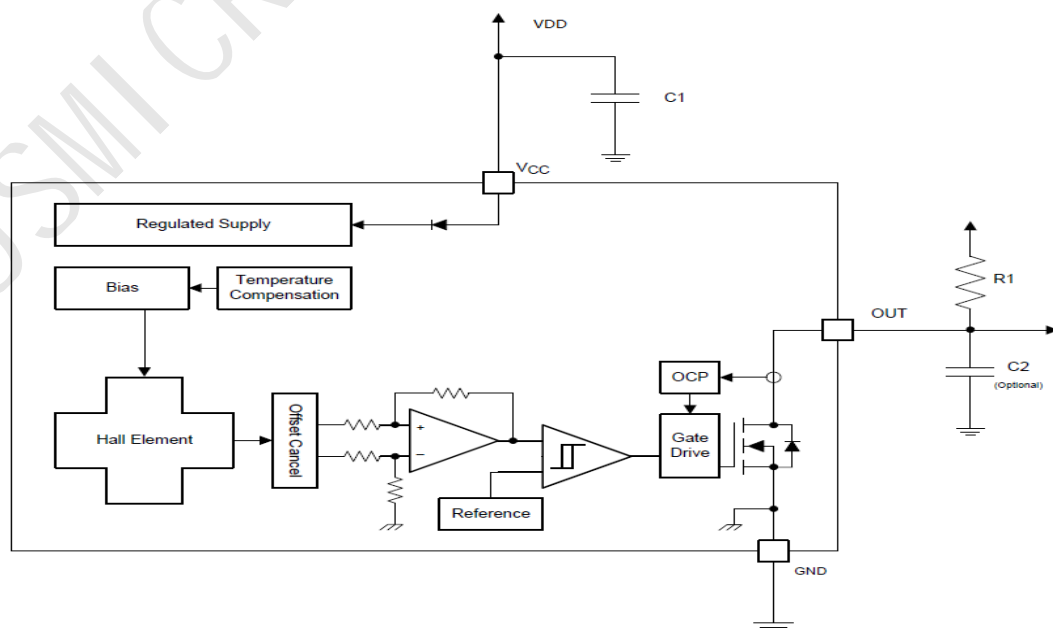 VDD
C1
VCC
Regulated Supply
Bias
Temperature
Compensation
R1
OUT
OCP
C2
(Optional)
Hall Element
Offset Cancel
+
−
Gate
Drive
Reference
GND